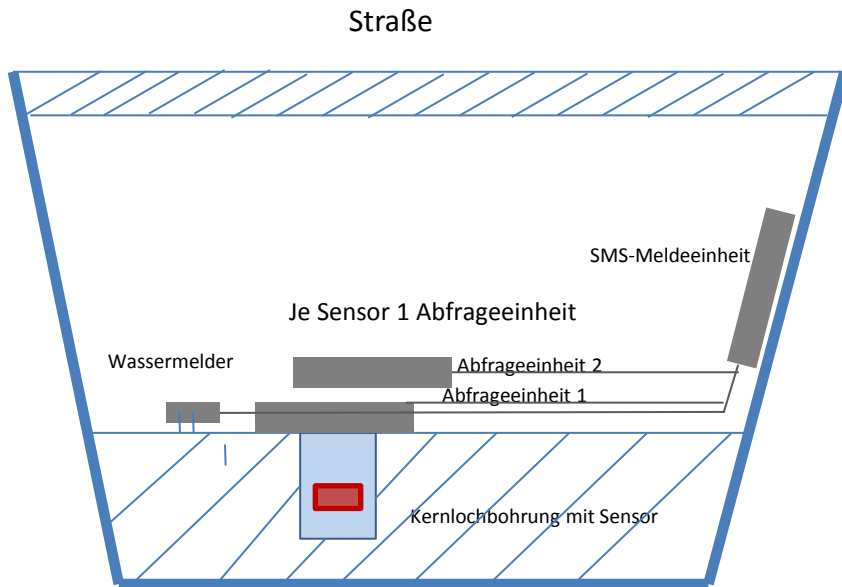 Straße
SMS-Meldeeinheit
Je Sensor 1 Abfrageeinheit
Wassermelder
Abfrageeinheit 2
Abfrageeinheit 1
Kernlochbohrung mit Sensor